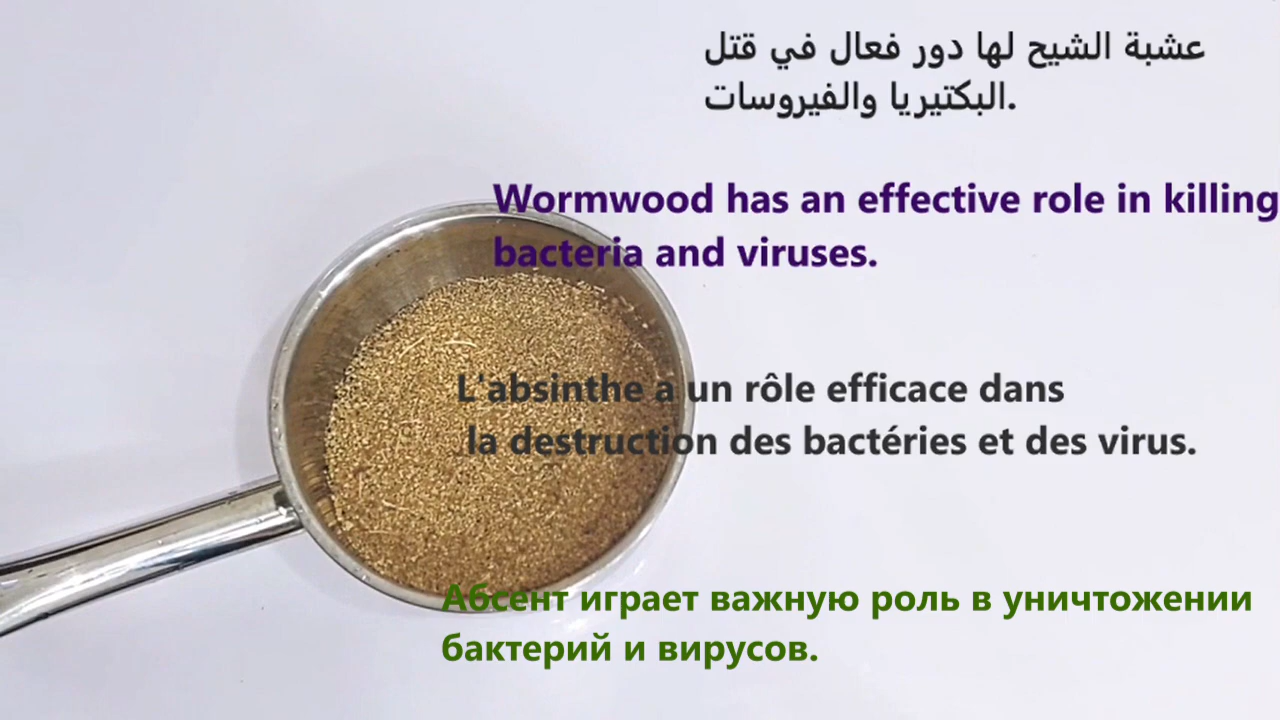 عشبة الشيح لها دور فعال في قتل
البكتيريا والفيروسات.
Wormwood has an effective role in killing
bacteria and viruses.
L'absinthe a un rôle efficace dans
la destruction des bactéries et des virus.
Абсент играет важную роль в уничтожении
бактерий и вирусов.